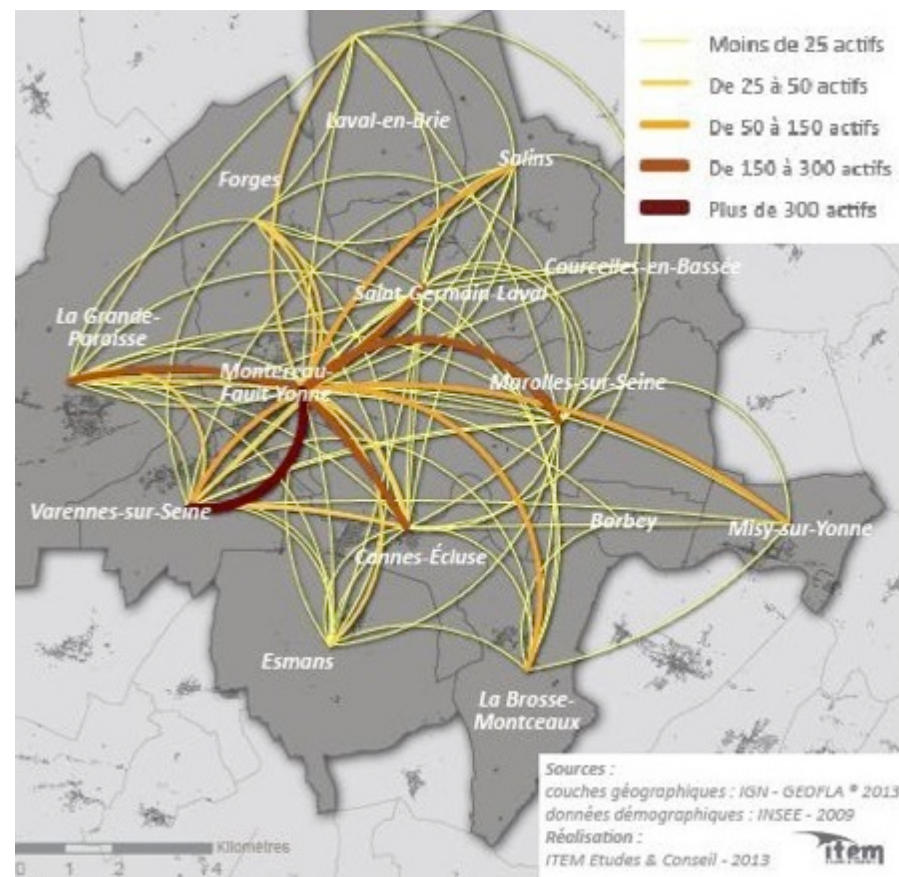 Moins de 25 actifs
De 25 à 50 actifs
De 50 à 150 actifs
De 150 à 300 actifs
Plus de 300 actifs
Laval-en-Brie
Salins
Forges
Courcelles-en-Bassée
Saint-Germain-Laval
La Grande-
Paroisse
Montereau-
Fault-Yonne
Marolles-sur-Seine
Varennes-sur-Seine
Barbey
Misy-sur-Yonne
Cannes-Écluse
Esmans
La Brosse-
Montceaux
Sources :
couches géographiques : IGN - GEOFLA ® 2013
données démographiques : INSEE - 2009
Réalisation :
ITEM Etudes & Conseil - 2013
item
Kilomètres
0 1 2 4